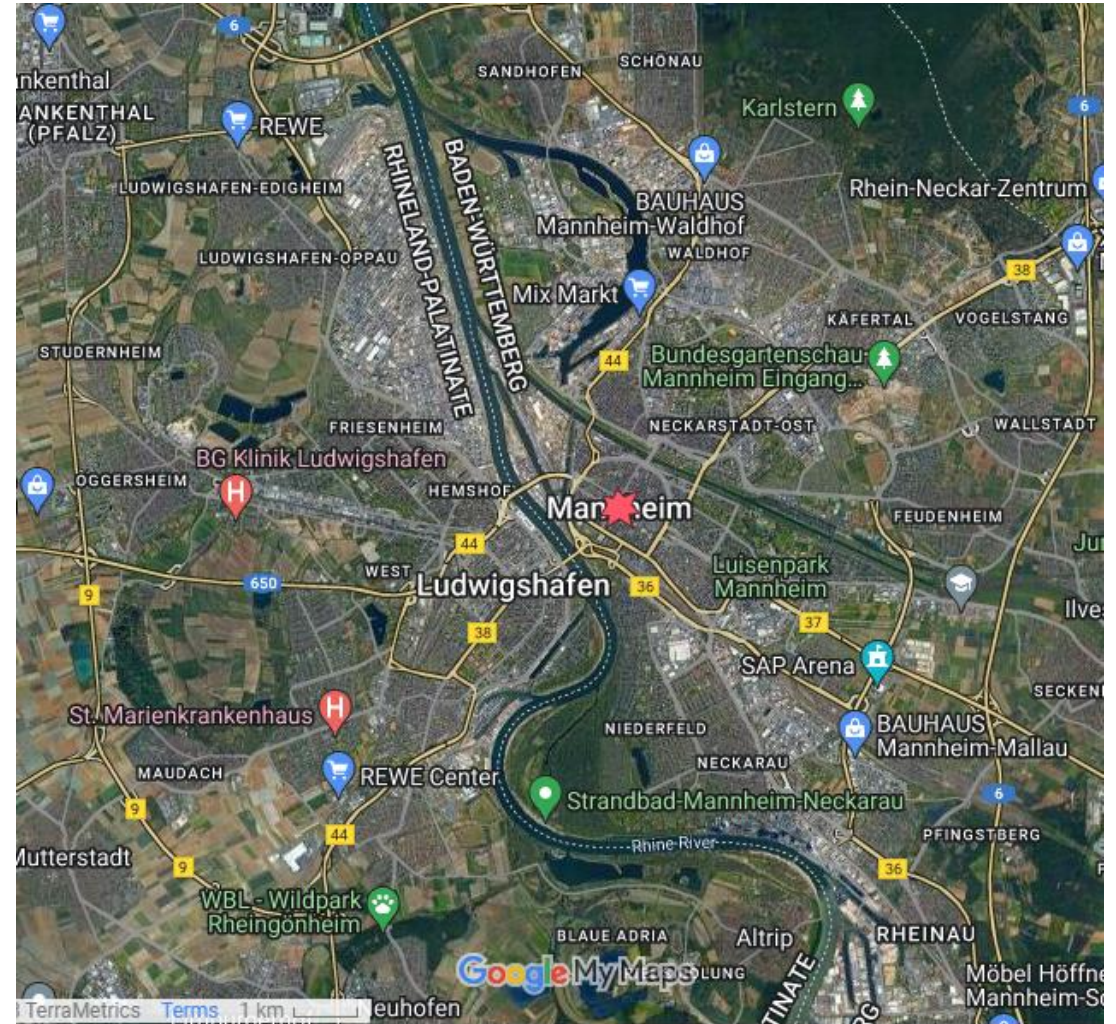 6
SANDHOFEN
SCHÖNAU
nkenthal
ANKENTHAL
(PFALZ)
REWE
Karlstern
6
RHINELAND-PALATINATE
BADEN-WÜRTTEMBERG
BAUHAUS
Mannheim-Waldhof
LUDWIGSHAFEN-EDIGHEIM
Rhein-Neckar-Zentrum
WALDHOF
LUDWIGSHAFEN-OPPAU
38
Mix Markt
KÄFERTAL
VOGELSTANG
STUDERNHEIM
44
Bundesgartenschau
Mannheim Eingang...
FRIESENHEIM
NECKARSTADT-OST
WALLSTADT
BG Klinik Ludwigshafen
OGGERSHEIM
HEMSHOF
Man eim
FEUDENHEIM
44
Luisenpark
Mannheim
WEST
650
Ludwigshafen
36
9
Ilve
38
37
SAP Arena
St. Marienkrankenhaus
SECKEN
NIEDERFELD
BAUHAUS
Mannheim-Mallau
MAUDACH
REWE Center
NECKARAU
9
Strandbad-Mannheim-Neckarau
6
44
PFINGSTBERG
Mutterstadt
9
Rhine River
36
WBL - Wildpark
Rheingönheim
BLAUE ADRIA
Altrip
RHEINAU
Google My Maps
Möbel Höffne
Mannheim-S
TINATE
TerraMetrics Terms 1 km
euhofen